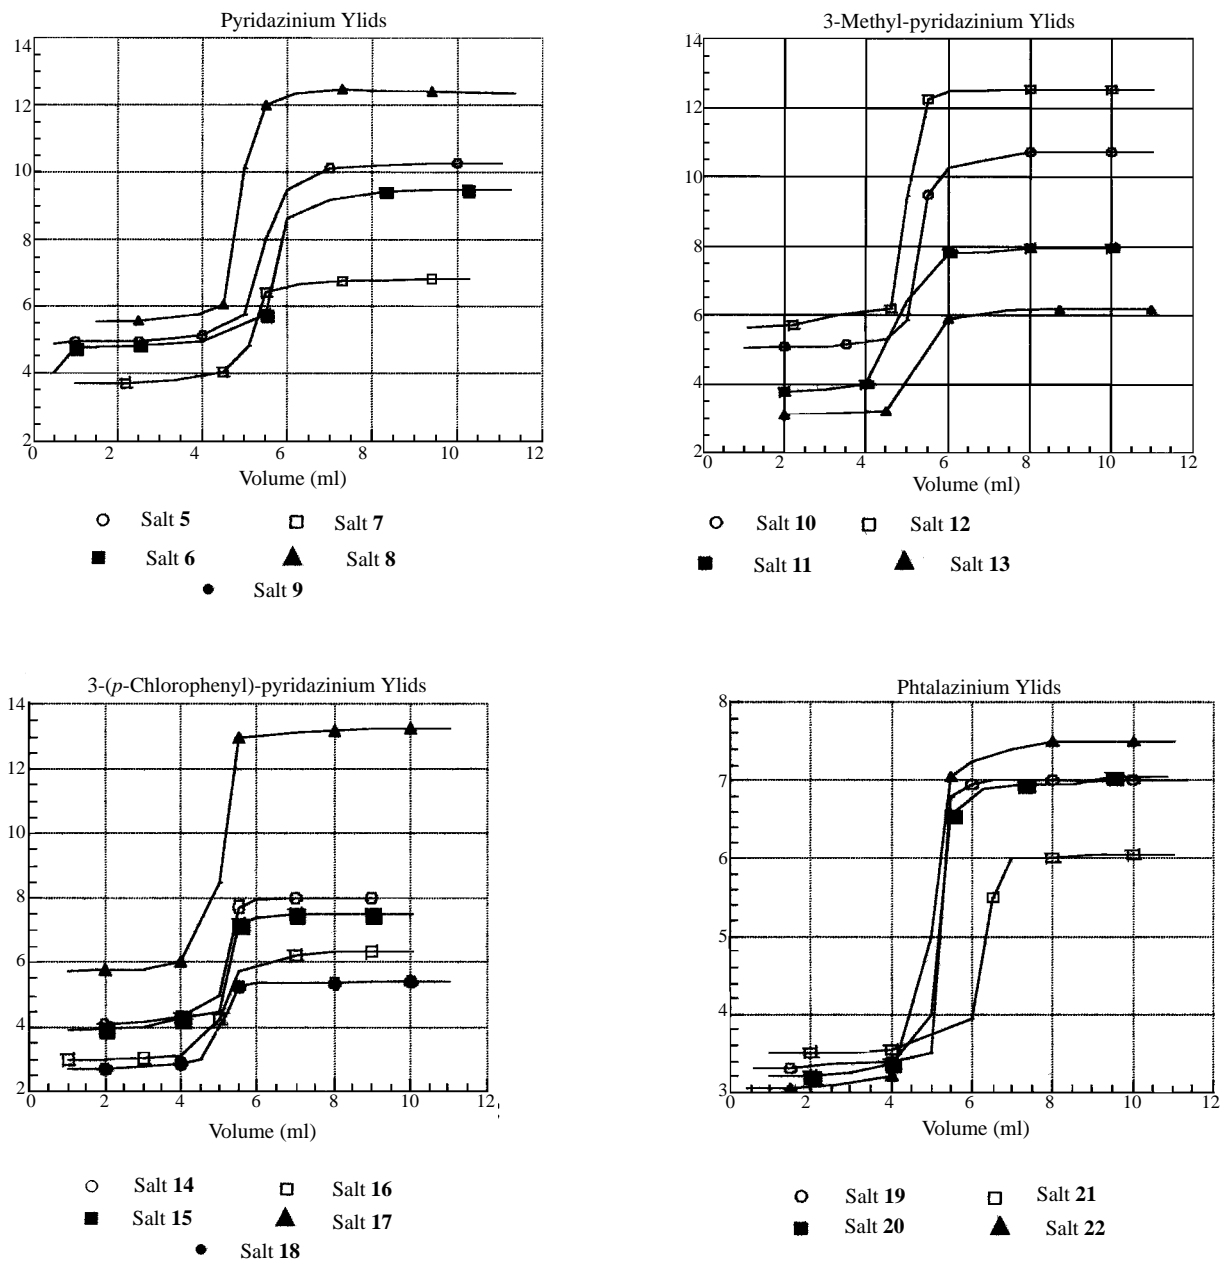 Pyridazinium Ylids
14
12
10
8
6
4
2
0 2 4 6 8 10 12
Volume (ml)
Salt 5
Salt 7
Salt 6
Salt 8
Salt 9
3-Methyl-pyridazinium Ylids
14
12
10
8
6
4
2
0 2 4 6 8 10 12
Volume (ml)
Salt 10
Salt 12
Salt 11
Salt 13
3-(p-Chlorophenyl)-pyridazinium Ylids
14
12
10
8
6
4
2
0 2 4 6 8 10 12
Volume (ml)
Salt 14
Salt 16
Salt 15
Salt 17
Salt 18
Phtalazinium Ylids
8
7
6
5
4
3
0 2 4 6 8 10 12
Volume (ml)
Salt 19
Salt 21
Salt 20
Salt 22